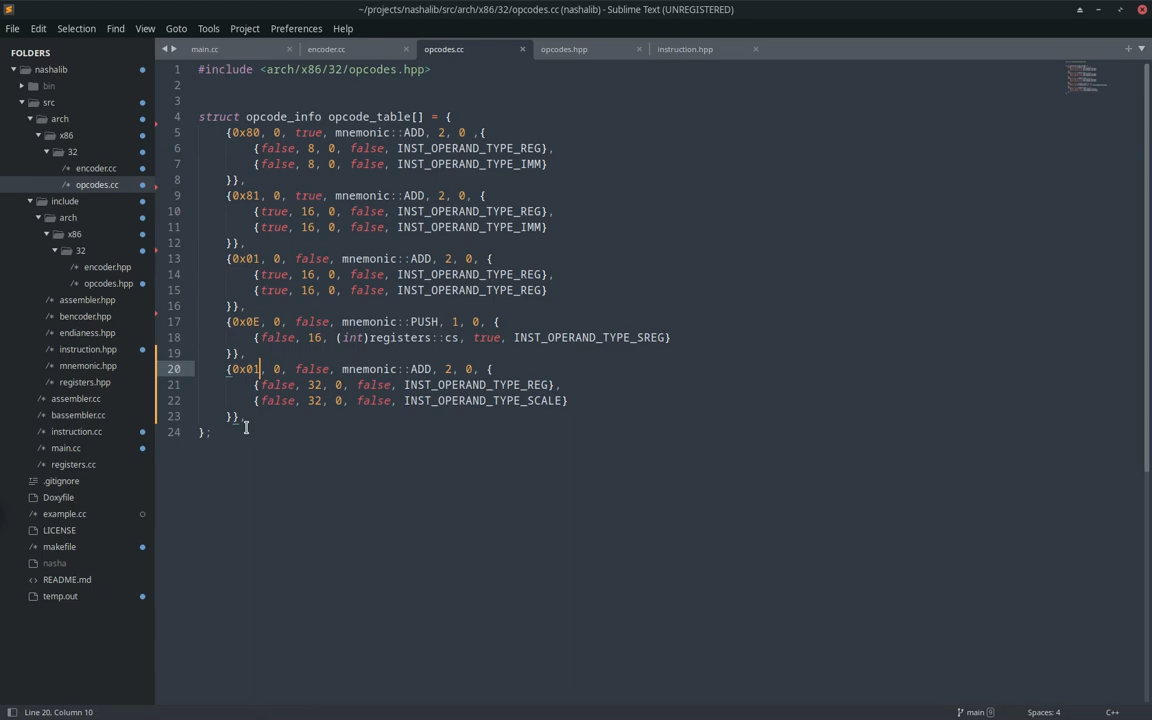 ~/projects/nashalib/src/arch/x86/32/opcodes.cc (nashalib) - Sublime Text (UNREGISTERED)
File Edit Selection Find View Goto Tools Project Preferences Help
FOLDERS
nashalib
bin
src
arch
x86
32
/* encoder.cc
/* opcodes.cc
include
arch
x86
32
/* encoder.hpp
/* opcodes.hpp
/* assembler.hpp
/* bencoder.hpp
/* endianess.hpp
/* instruction.hpp
/* mnemonic.hpp
/* registers.hpp
/* assembler.cc
/* bassembler.cc
/* instruction.cc
/* main.cc
/* registers.cc
.gitignore
Doxyfile
example.cc
LICENSE
/* makefile
nasha
<> README.md
temp.out
main.cc × encoder.cc × opcodes.cc × opcodes.hpp × instruction.hpp × +
1 #include <arch/x86/32/opcodes.hpp>
2
3
4 struct opcode_info opcode_table[] = {
5 {0x80, 0, true, mnemonic::ADD, 2, 0 ,{
6 {false, 8, 0, false, INST_OPERAND_TYPE_REG},
7 {false, 8, 0, false, INST_OPERAND_TYPE_IMM}
8 }},
9 {0x81, 0, true, mnemonic::ADD, 2, 0, {
10 {true, 16, 0, false, INST_OPERAND_TYPE_REG},
11 {true, 16, 0, false, INST_OPERAND_TYPE_IMM}
12 }},
13 {0x01, 0, false, mnemonic::ADD, 2, 0, {
14 {true, 16, 0, false, INST_OPERAND_TYPE_REG},
15 {true, 16, 0, false, INST_OPERAND_TYPE_REG}
16 }},
17 {0x0E, 0, false, mnemonic::PUSH, 1, 0, {
18 {false, 16, (int)registers::cs, true, INST_OPERAND_TYPE_SREG}
19 }},
20 {0x01, 0, false, mnemonic::ADD, 2, 0, {
21 {false, 32, 0, false, INST_OPERAND_TYPE_REG},
22 {false, 32, 0, false, INST_OPERAND_TYPE_SCALE}
23 }},
24 };
Line 20, Column 10
main 9 Spaces: 4 C++